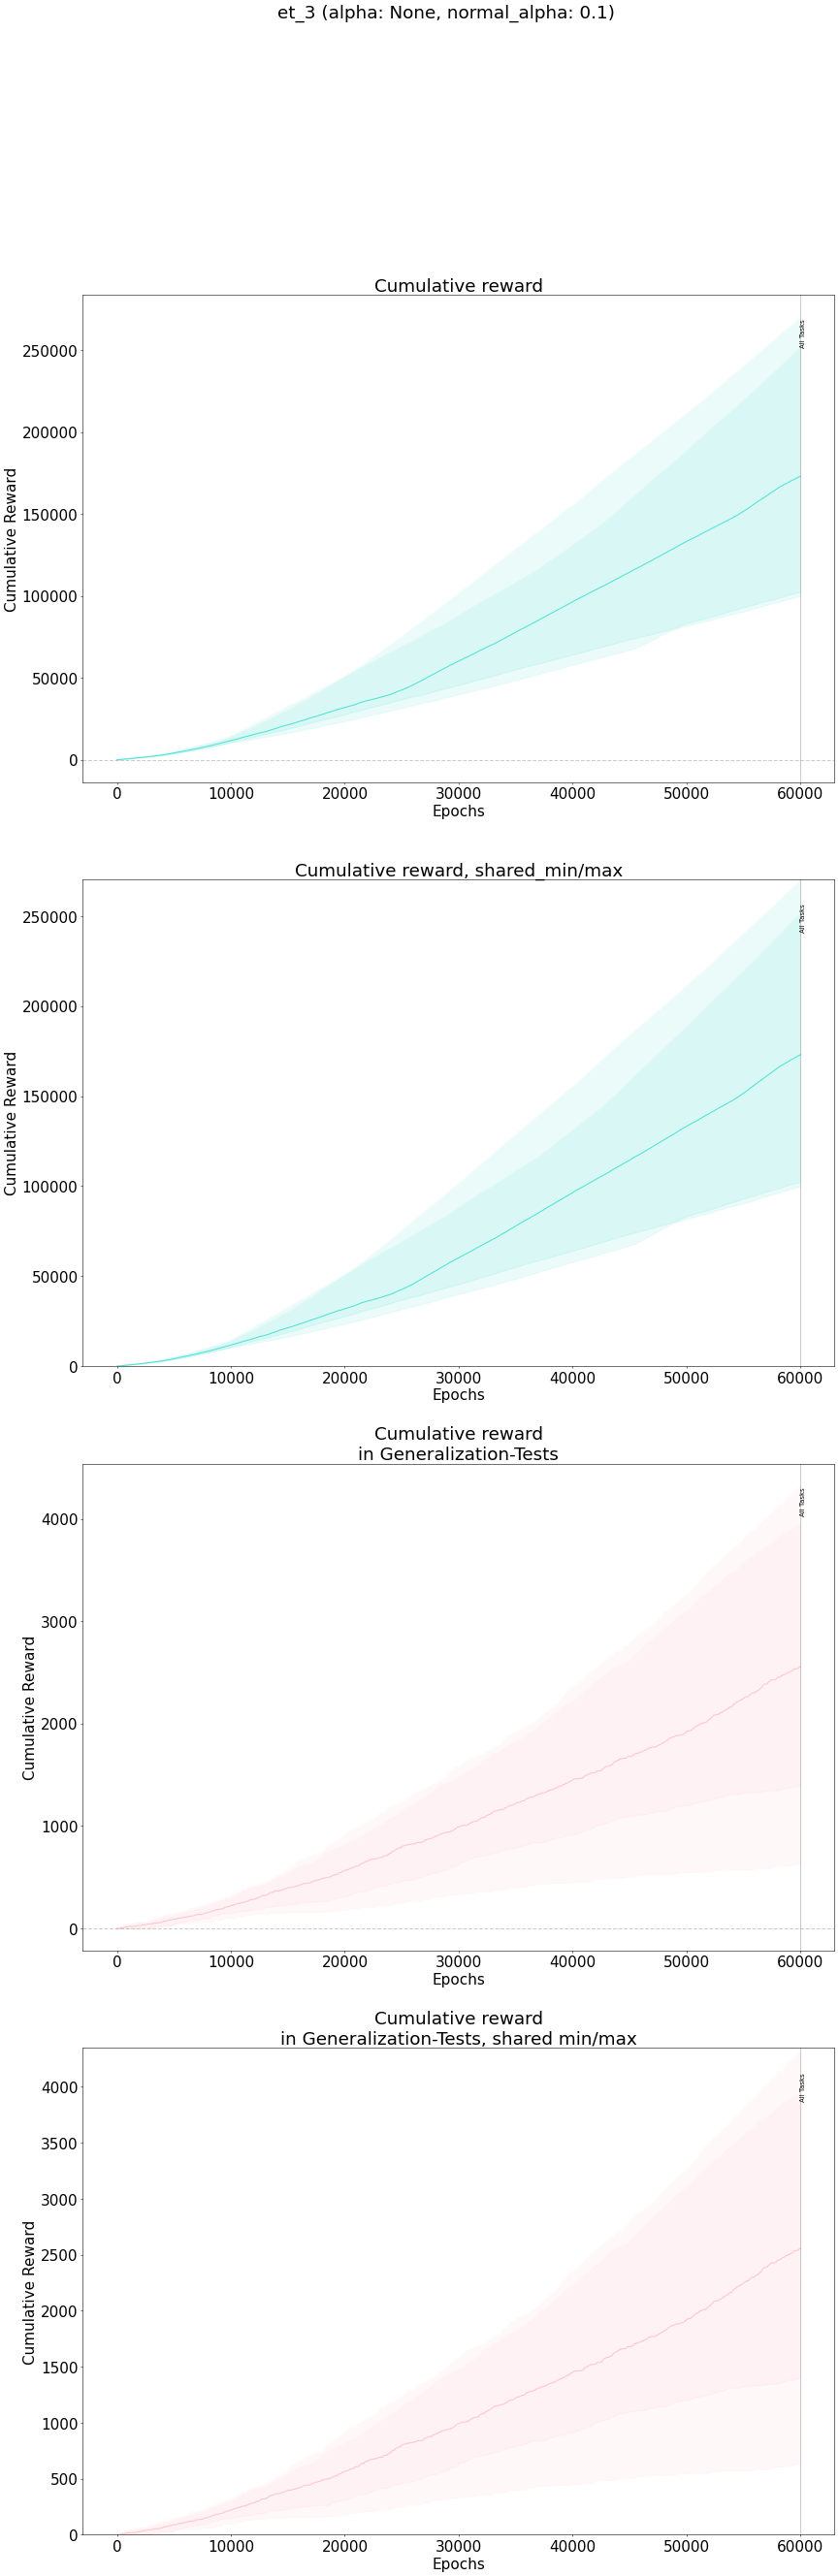 et_3 (alpha: None, normal_alpha: 0.1)
Cumulative reward
250000
200000
150000
100000
50000
0
Cumulative Reward
All Tasks
0 10000 20000 30000 40000 50000 60000
Epochs
Cumulative reward, shared_min/max
250000
200000
150000
100000
50000
0
Cumulative Reward
All Tasks
0 10000 20000 30000 40000 50000 60000
Epochs
Cumulative reward
in Generalization-Tests
4000
3000
2000
1000
0
Cumulative Reward
All Tasks
0 10000 20000 30000 40000 50000 60000
Epochs
Cumulative reward
in Generalization-Tests, shared min/max
4000
3500
3000
2500
2000
1500
1000
500
0
Cumulative Reward
All Tasks
0 10000 20000 30000 40000 50000 60000
Epochs